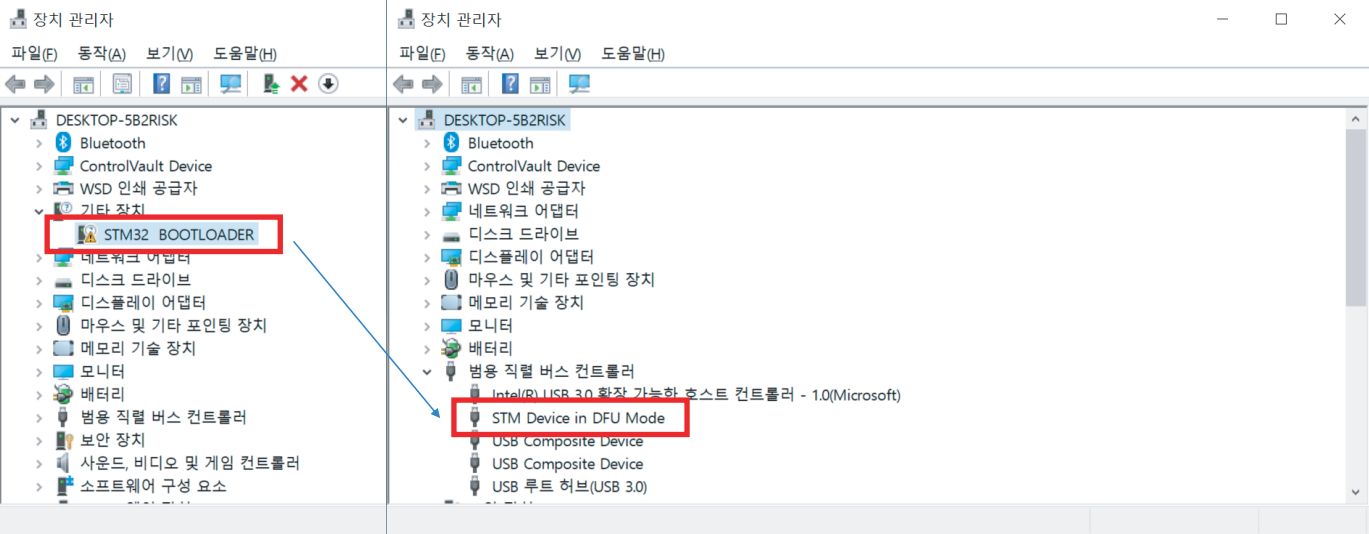 장치 관리자
파일(F) 동작(A) 보기(V) 도움말(H)
DESKTOP-5B2RISK
Bluetooth
ControlVault Device
WSD 인쇄 공급자
기타 장치
STM32 BOOTLOADER
네트워크 어댑터
디스크 드라이브
디스플레이 어댑터
마우스 및 기타 포인팅 장치
메모리 기술 장치
모니터
배터리
범용 직렬 버스 컨트롤러
보안 장치
사운드, 비디오 및 게임 컨트롤러
소프트웨어 구성 요소
장치 관리자
파일(F) 동작(A) 보기(V) 도움말(H)
DESKTOP-5B2RISK
Bluetooth
ControlVault Device
WSD 인쇄 공급자
네트워크 어댑터
디스크 드라이브
디스플레이 어댑터
마우스 및 기타 포인팅 장치
메모리 기술 장치
모니터
배터리
범용 직렬 버스 컨트롤러
Intel(R) USB 3.0 확장 가능한 호스트 컨트롤러 - 1.0(Microsoft)
STM Device in DFU Mode
USB Composite Device
USB Composite Device
USB 루트 허브(USB 3.0)